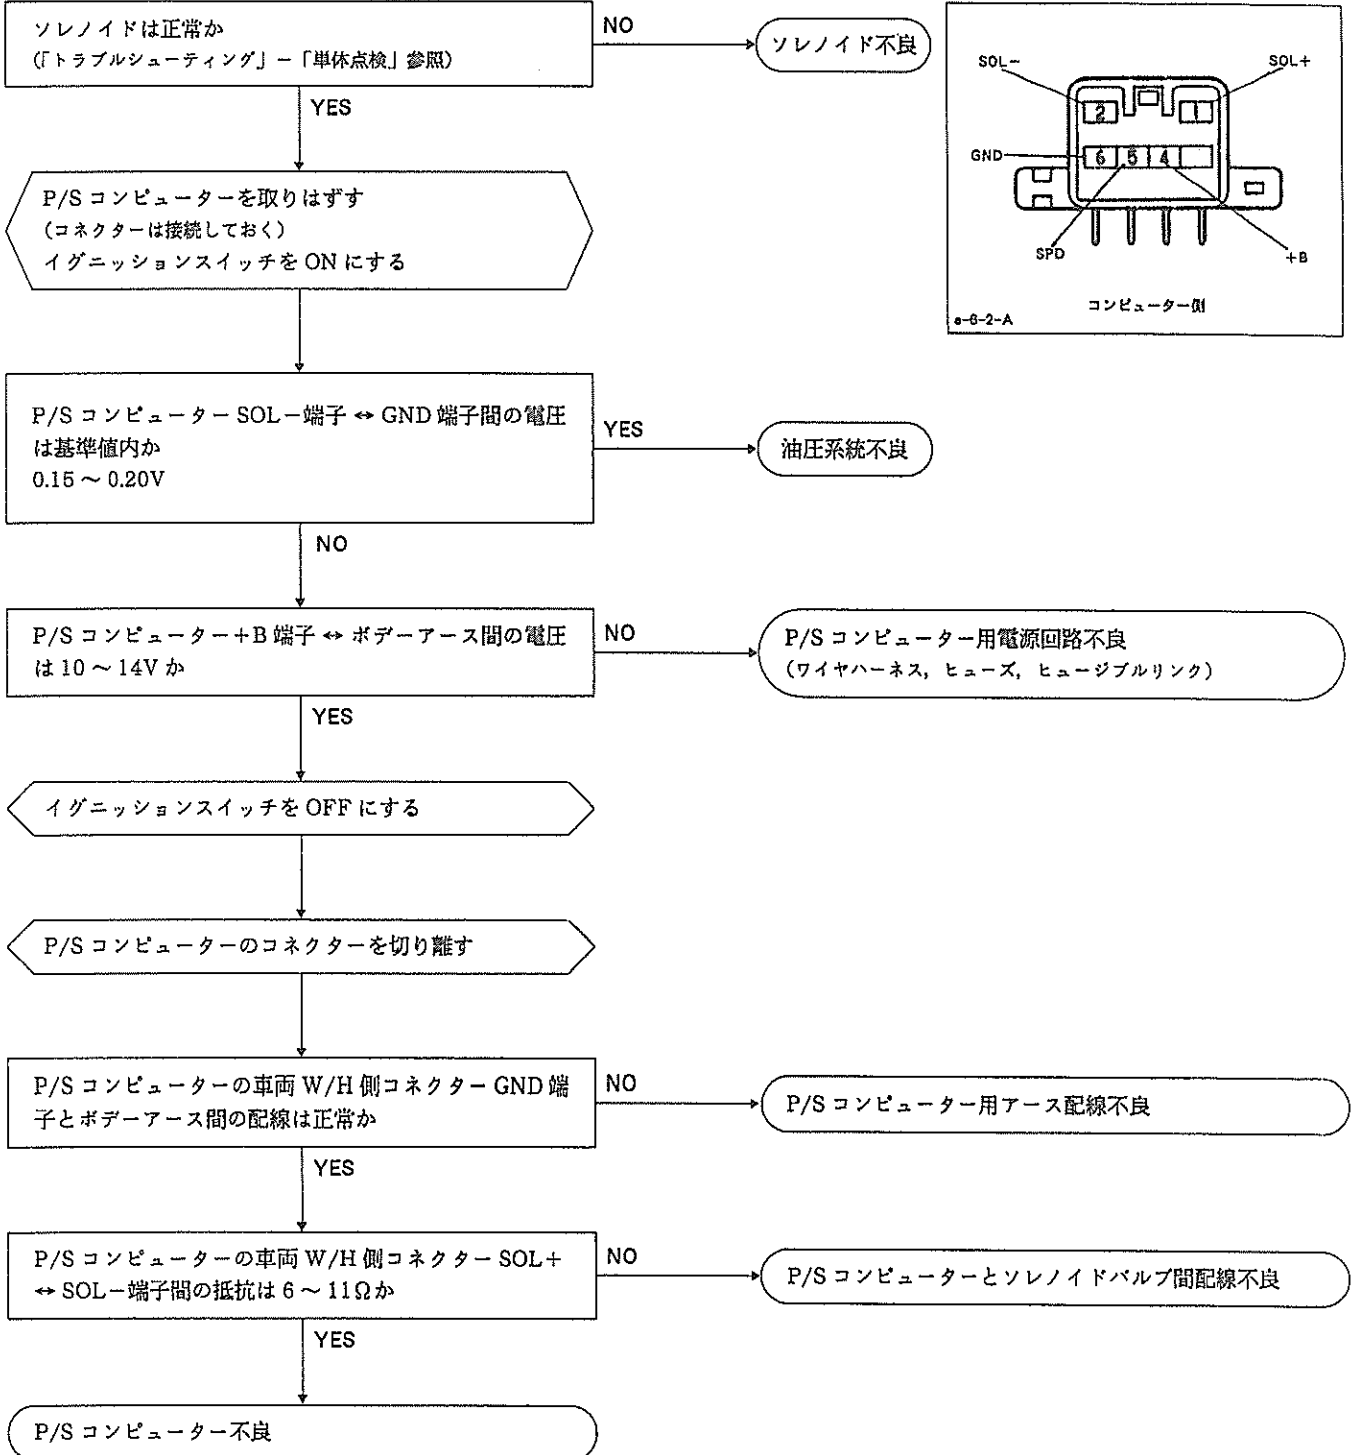 ソレノイドは正常か
(「トラブルシューティング」－「単体点検」参照)
NO
ソレノイド不良
YES
P/S コンピューターを取りはずす
(コネクターは接続しておく)
イグニッションスイッチを ON にする
P/S コンピューター SOL－端子 ↔ GND 端子間の電圧
は基準値内か
0.15 ～ 0.20V
YES
油圧系統不良
NO
P/S コンピューター＋B 端子 ↔ ボデーアース間の電圧
は 10 ～ 14V か
NO
P/S コンピューター用電源回路不良
(ワイヤハーネス, ヒューズ, ヒュージブルリンク)
YES
イグニッションスイッチを OFF にする
P/S コンピューターのコネクターを切り離す
P/S コンピューターの車両 W/H 側コネクター GND 端
子とボデーアース間の配線は正常か
NO
P/S コンピューター用アース配線不良
YES
P/S コンピューターの車両 W/H 側コネクター SOL＋
↔ SOL－端子間の抵抗は 6 ～ 11Ωか
NO
P/S コンピューターとソレノイドバルブ間配線不良
YES
P/S コンピューター不良
SOL－
SOL＋
2
1
GND
6 5 4
SPD
+B
コンピューター側
e-6-2-A